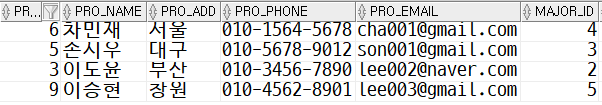 PR... PRO_NAME PRO_ADD PRO_PHONE PRO_EMAIL MAJOR_ID
6 차민재 서울 010-1564-5678 cha001@gmail.com 4
5 손시우 대구 010-5678-9012 son001@gmail.com 3
3 이도윤 부산 010-3456-7890 lee002@naver.com 2
9 이승현 창원 010-4562-8901 lee003@gmail.com 5